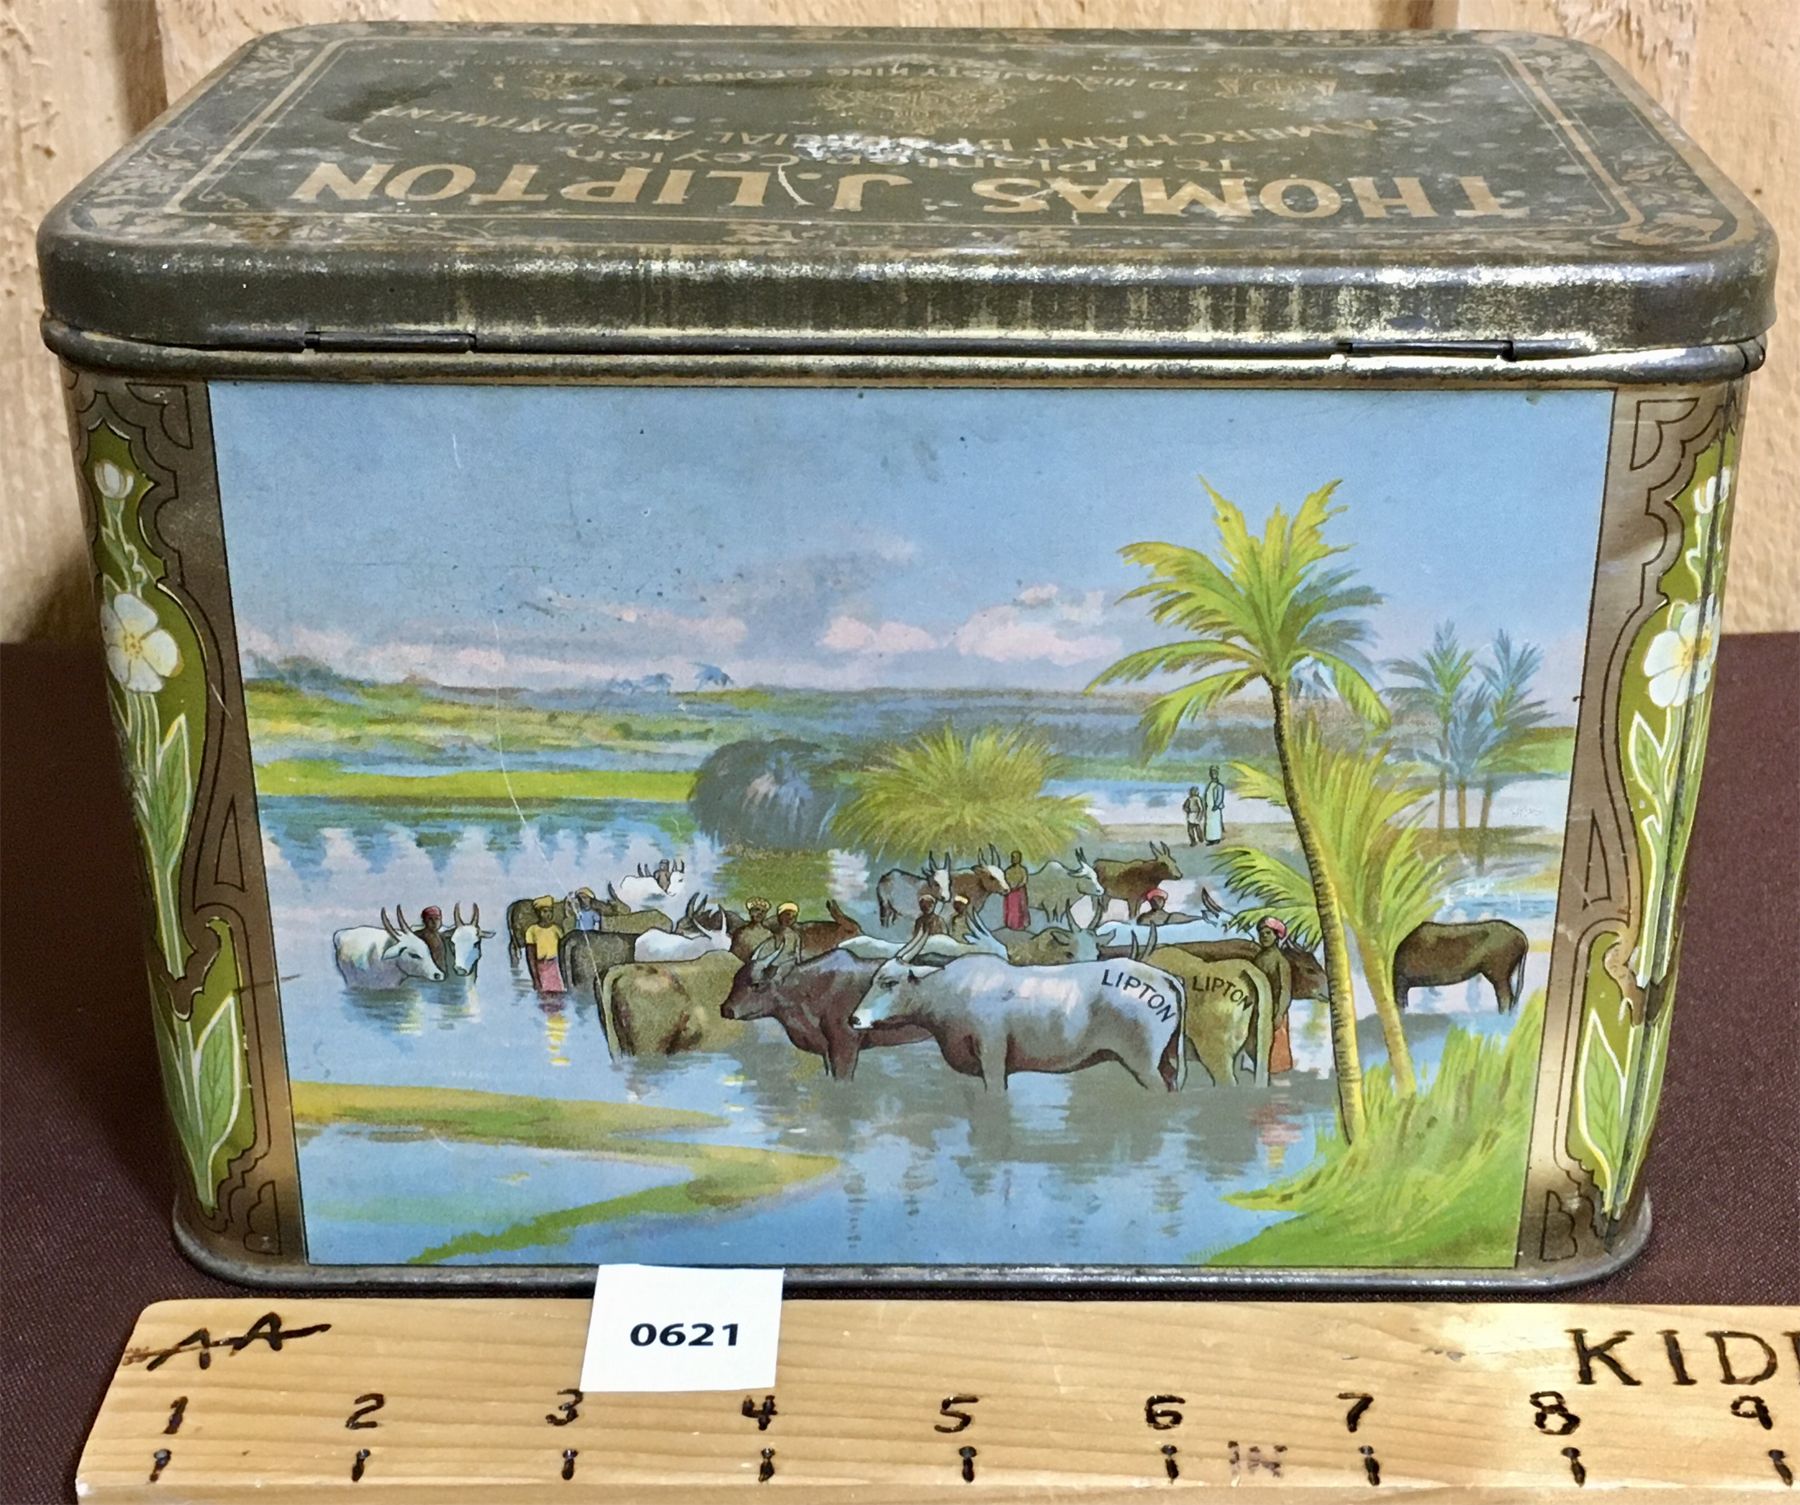 THOMAS J. LIPTON
Tea Planter Ceylon
TEA MERCHANT BY SPECIAL APPOINTMENT
TO HIS MAJESTY KING GEORGE V
LIPTON
LIPTON
0621
AA
KID
1 2 3 4 5 6 7 8 9
IN